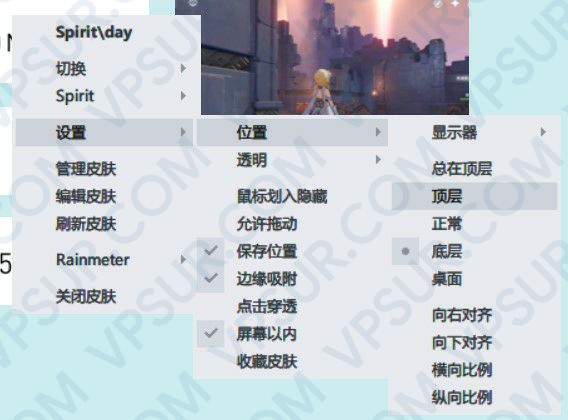 Spirit\day
切换
Spirit
设置
管理皮肤
编辑皮肤
刷新皮肤
Rainmeter
关闭皮肤
位置
透明
鼠标划入隐藏
允许拖动
保存位置
边缘吸附
点击穿透
屏幕以内
收藏皮肤
显示器
总在顶层
顶层
正常
底层
桌面
向右对齐
向下对齐
横向比例
纵向比例
5
VPSUR.COM